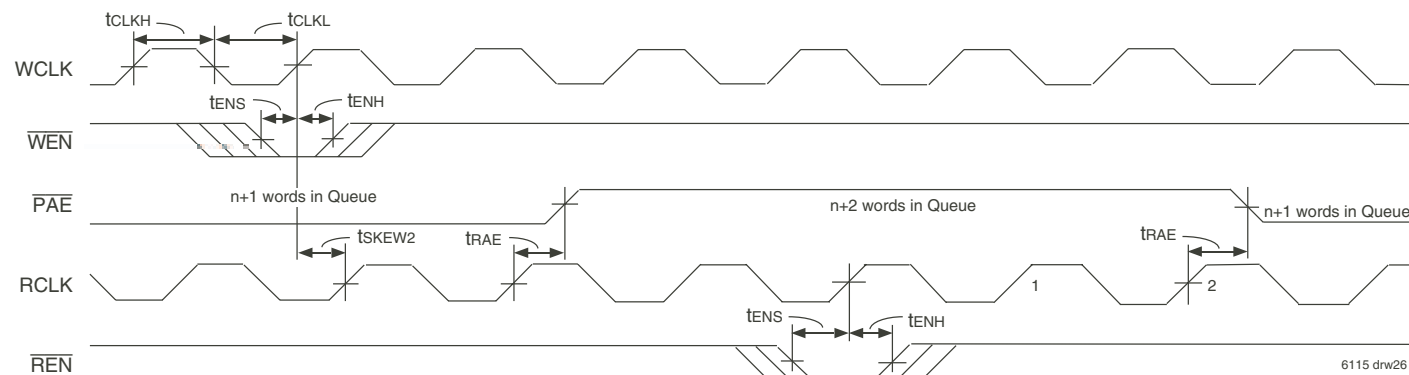 tCLKH
tCLKL
WCLK
tENS
tENH
WEN
n+1 words in Queue
PAE
n+2 words in Queue
n+1 words in Queue
tSKEW2
tRAE
tRAE
RCLK
1
2
tENS
tENH
REN
6115 drw26